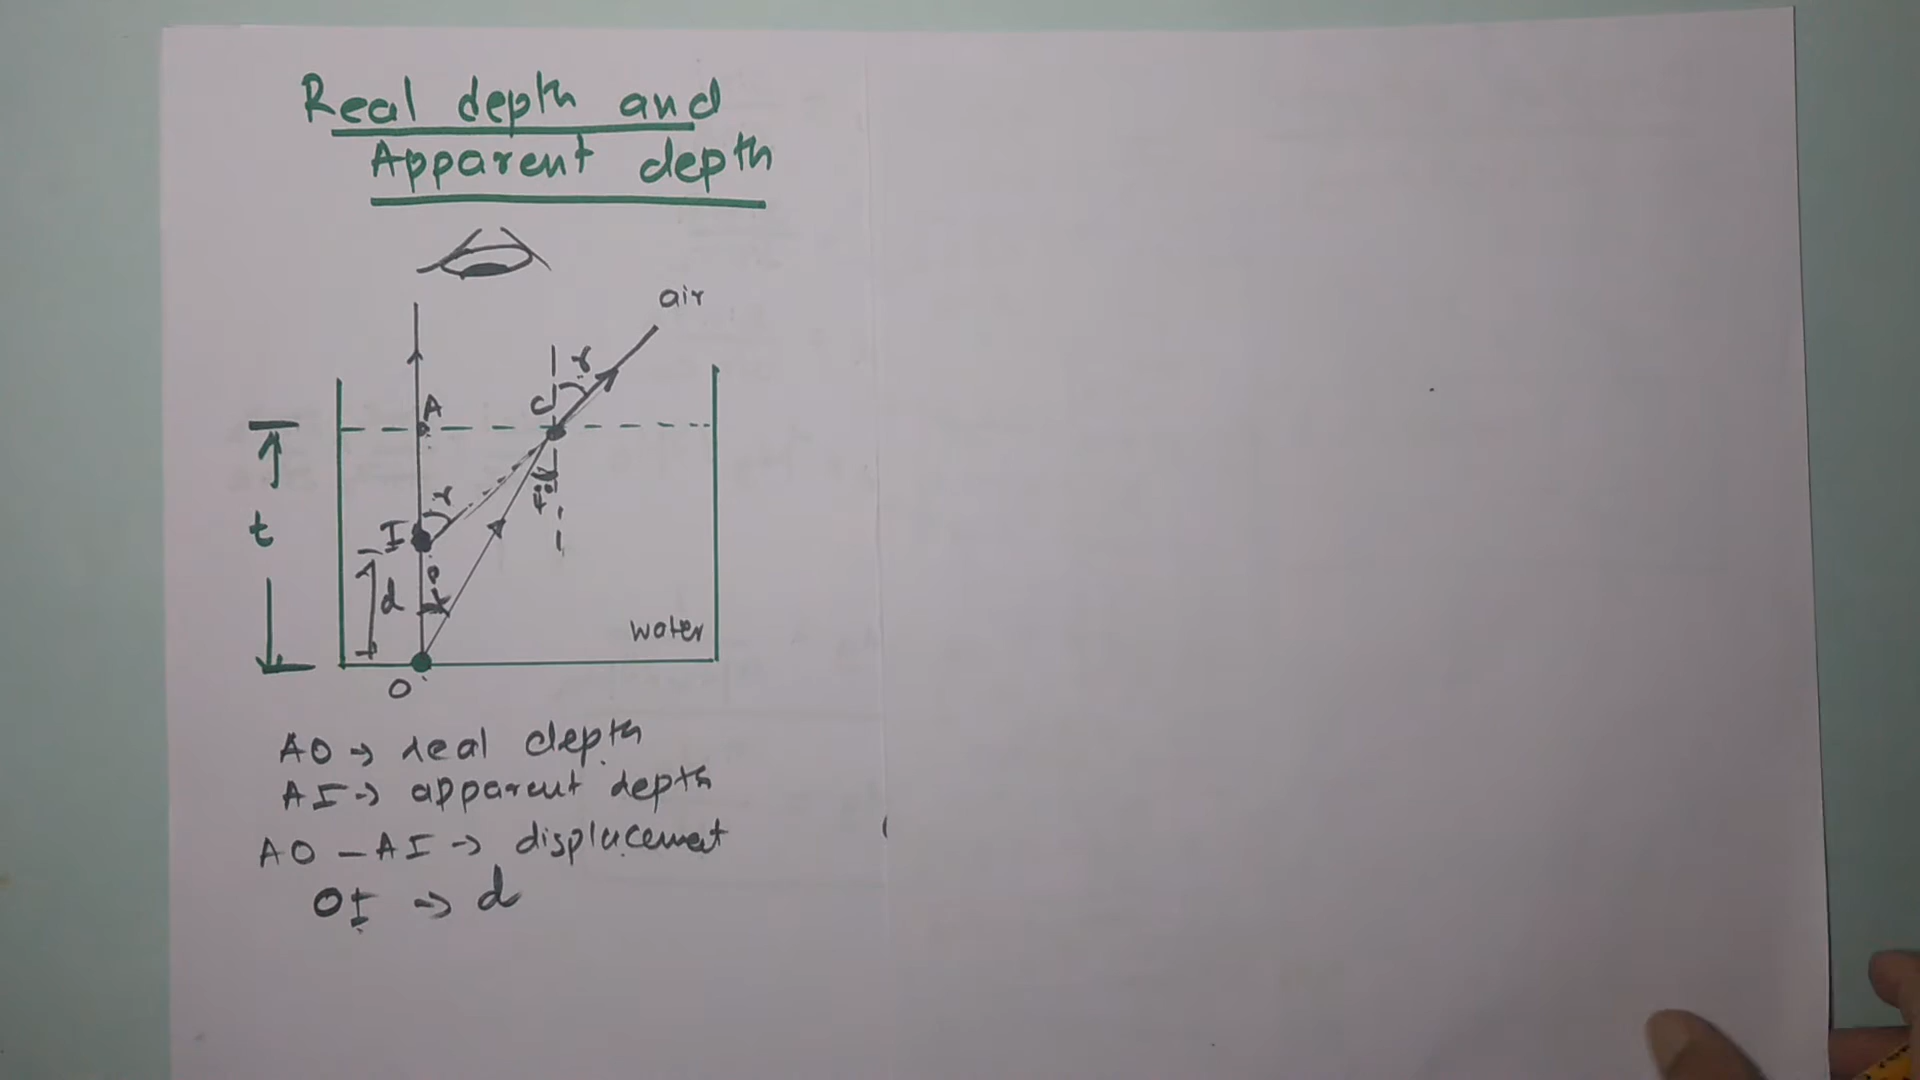 Real depth and
Apparent depth
air
r
A
C
r
i
I
t
d
i
water
O
AO → real depth
AI → apparent depth
AO – AI → displacement
OI → d